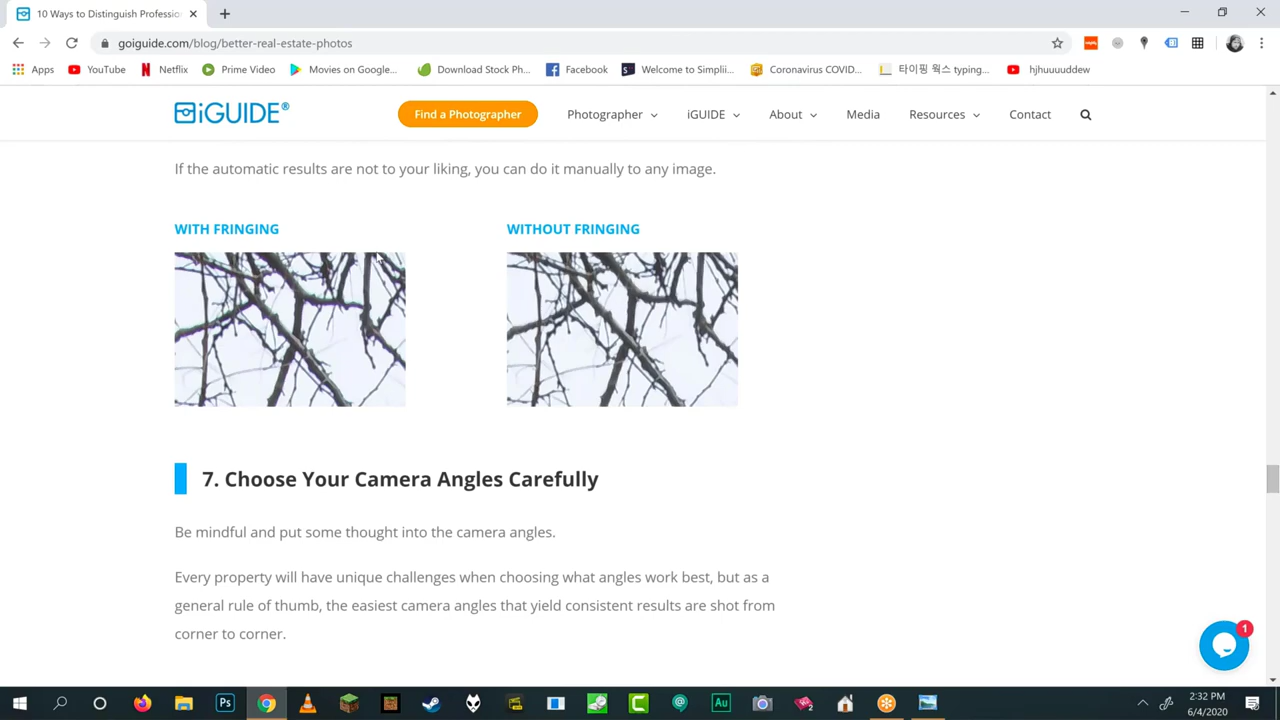 10 Ways to Distinguish Professio
goiguide.com/blog/better-real-estate-photos
Apps YouTube Netflix Prime Video Movies on Google... Download Stock Ph... Facebook Welcome to Simplii... Coronavirus COVID... 타이핑 웍스 typing... hjhuuuuddew
iGUIDE® Find a Photographer Photographer iGUIDE About Media Resources Contact
If the automatic results are not to your liking, you can do it manually to any image.
WITH FRINGING WITHOUT FRINGING
7. Choose Your Camera Angles Carefully
Be mindful and put some thought into the camera angles.
Every property will have unique challenges when choosing what angles work best, but as a
general rule of thumb, the easiest camera angles that yield consistent results are shot from
corner to corner.
1
Ps Au 2:32 PM
6/4/2020